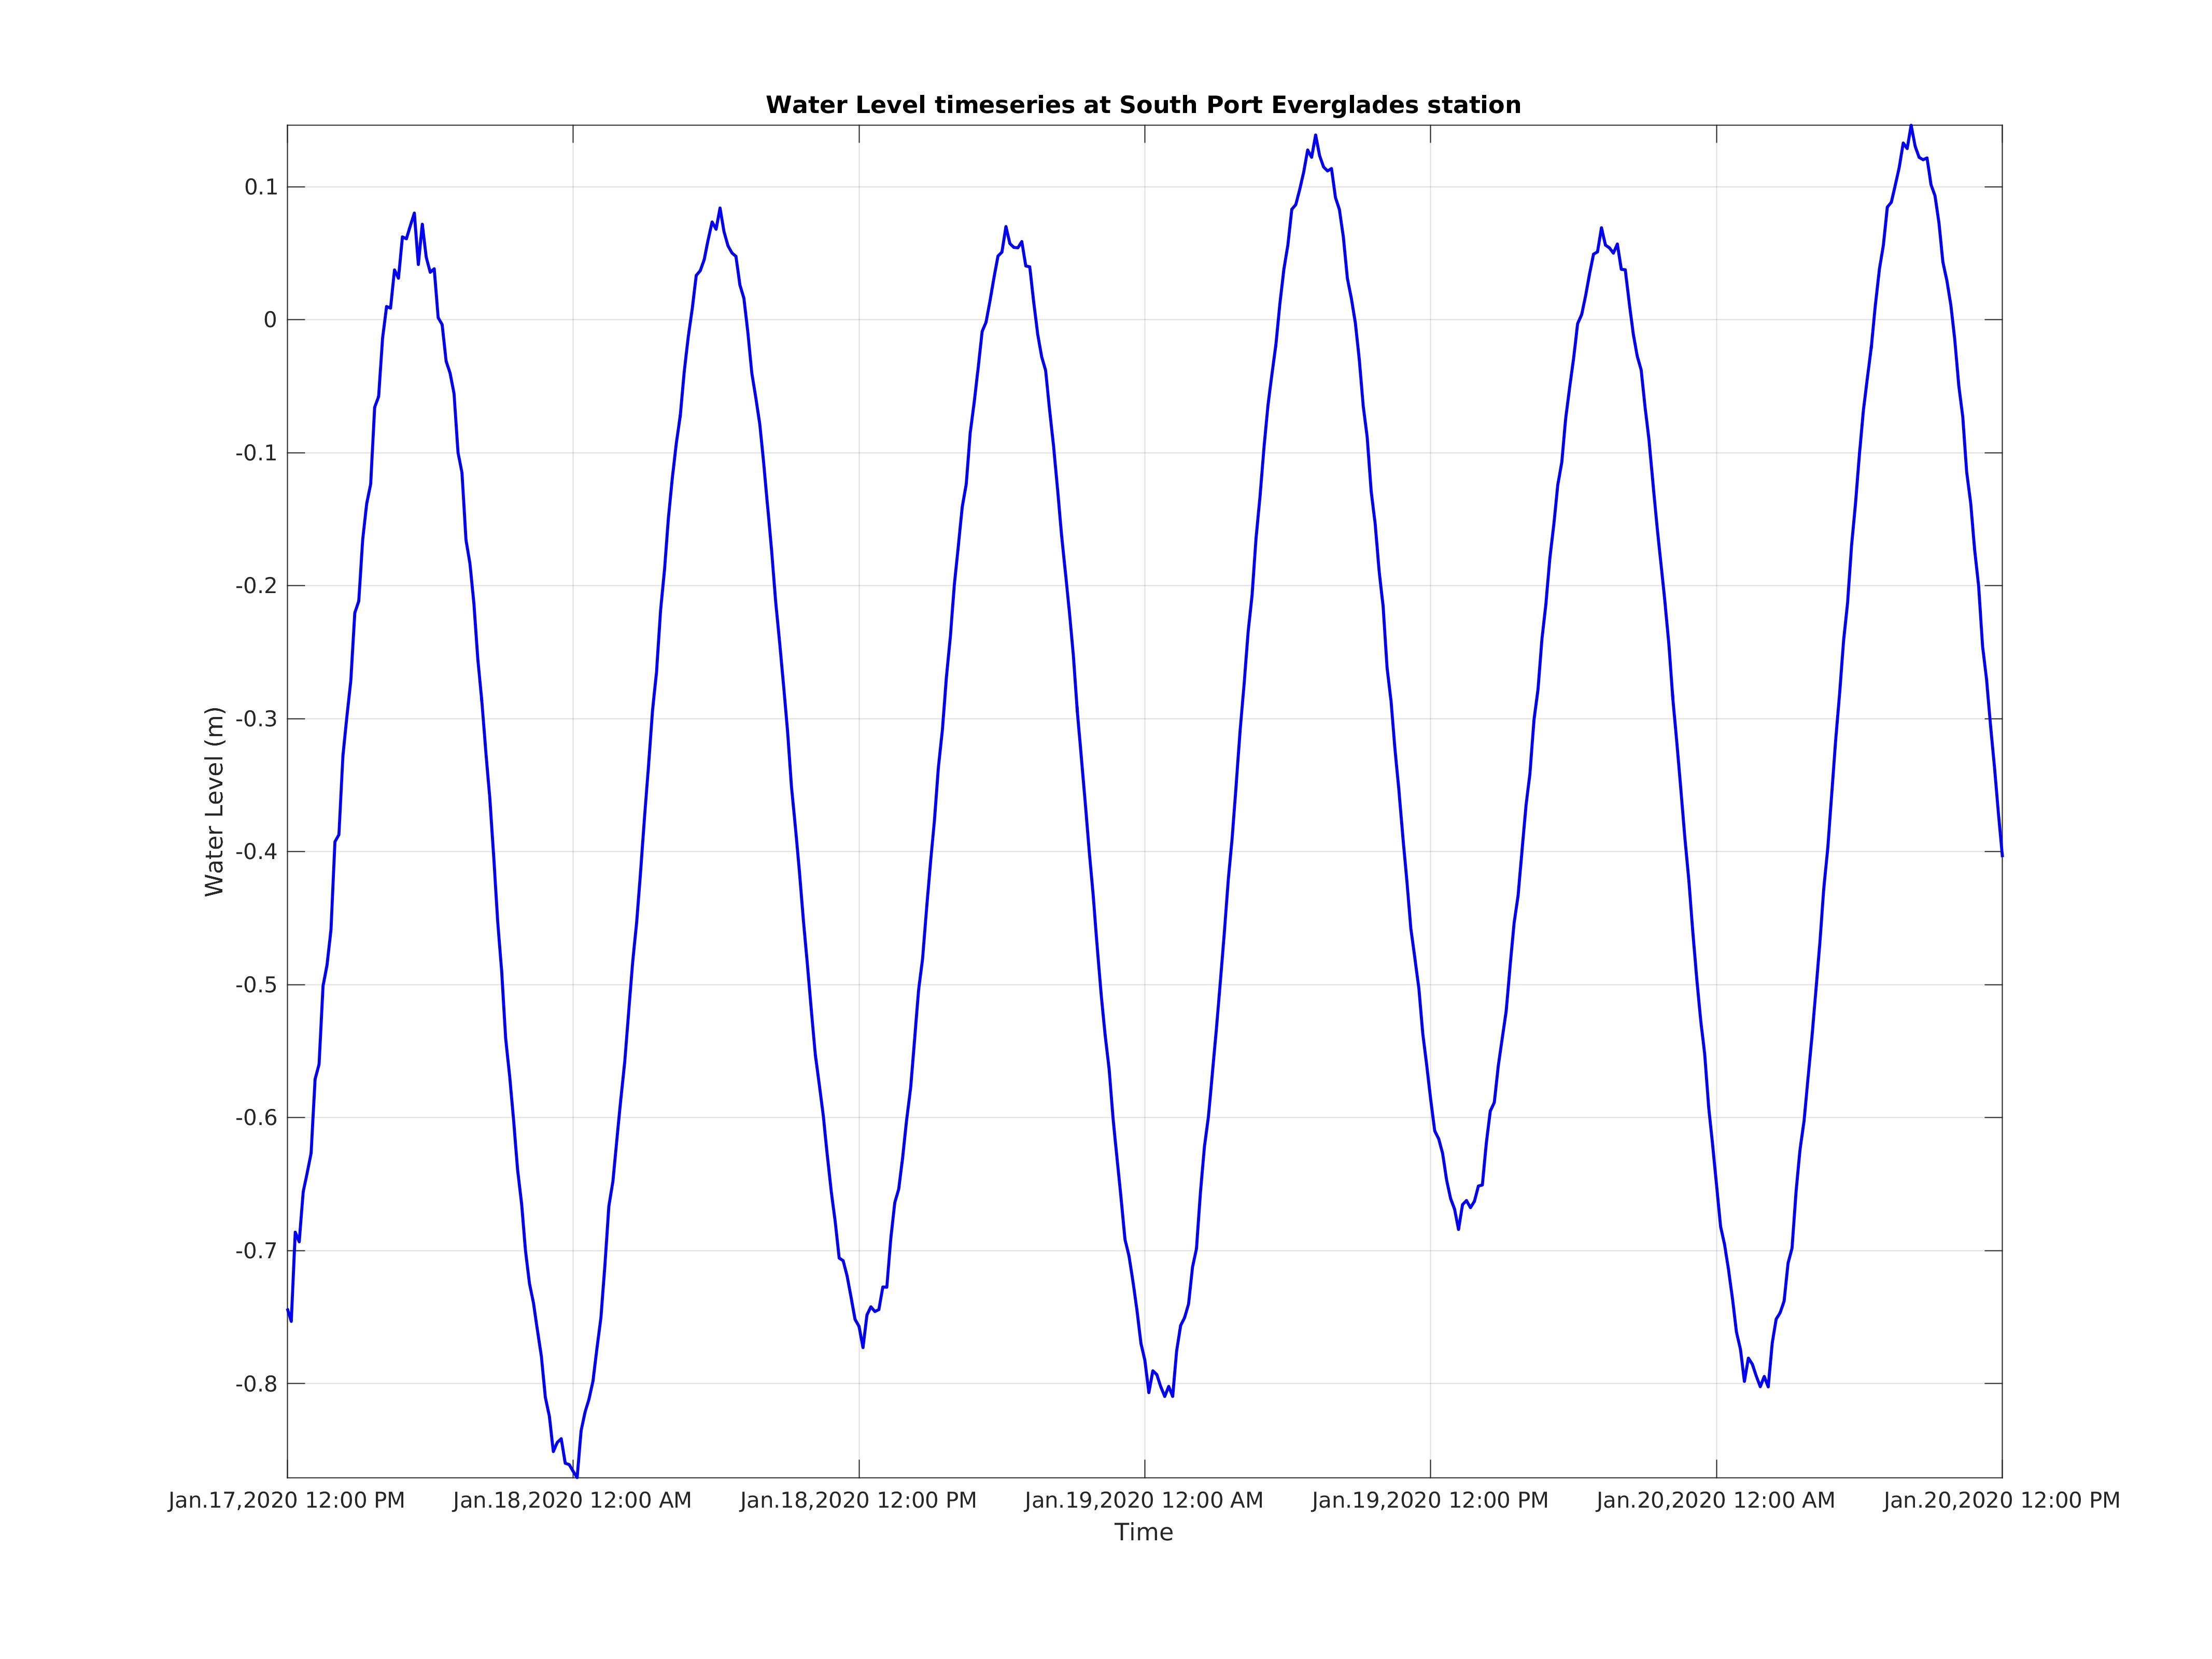 Water Level timeseries at South Port Everglades station
0.1
0
-0.1
-0.2
-0.3
-0.4
-0.5
-0.6
-0.7
-0.8
Water Level (m)
Jan.17,2020 12:00 PM Jan.18,2020 12:00 AM Jan.18,2020 12:00 PM Jan.19,2020 12:00 AM Jan.19,2020 12:00 PM Jan.20,2020 12:00 AM Jan.20,2020 12:00 PM
Time